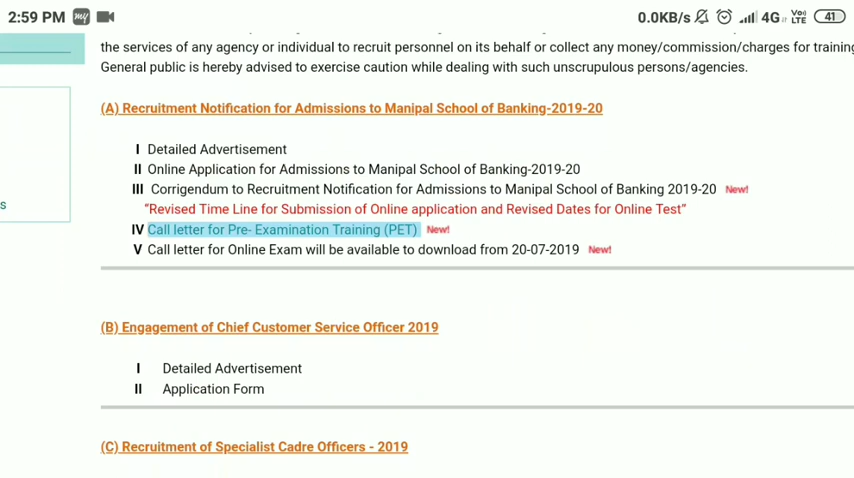 2:59 PM my 0.0KB/s 4G Vo) LTE 41
the services of any agency or individual to recruit personnel on its behalf or collect any money/commission/charges for training
General public is hereby advised to exercise caution while dealing with such unscrupulous persons/agencies.
(A) Recruitment Notification for Admissions to Manipal School of Banking-2019-20
I Detailed Advertisement
II Online Application for Admissions to Manipal School of Banking-2019-20
III Corrigendum to Recruitment Notification for Admissions to Manipal School of Banking 2019-20 New!
s “Revised Time Line for Submission of Online application and Revised Dates for Online Test”
IV Call letter for Pre- Examination Training (PET) New!
V Call letter for Online Exam will be available to download from 20-07-2019 New!
(B) Engagement of Chief Customer Service Officer 2019
I Detailed Advertisement
II Application Form
(C) Recruitment of Specialist Cadre Officers - 2019